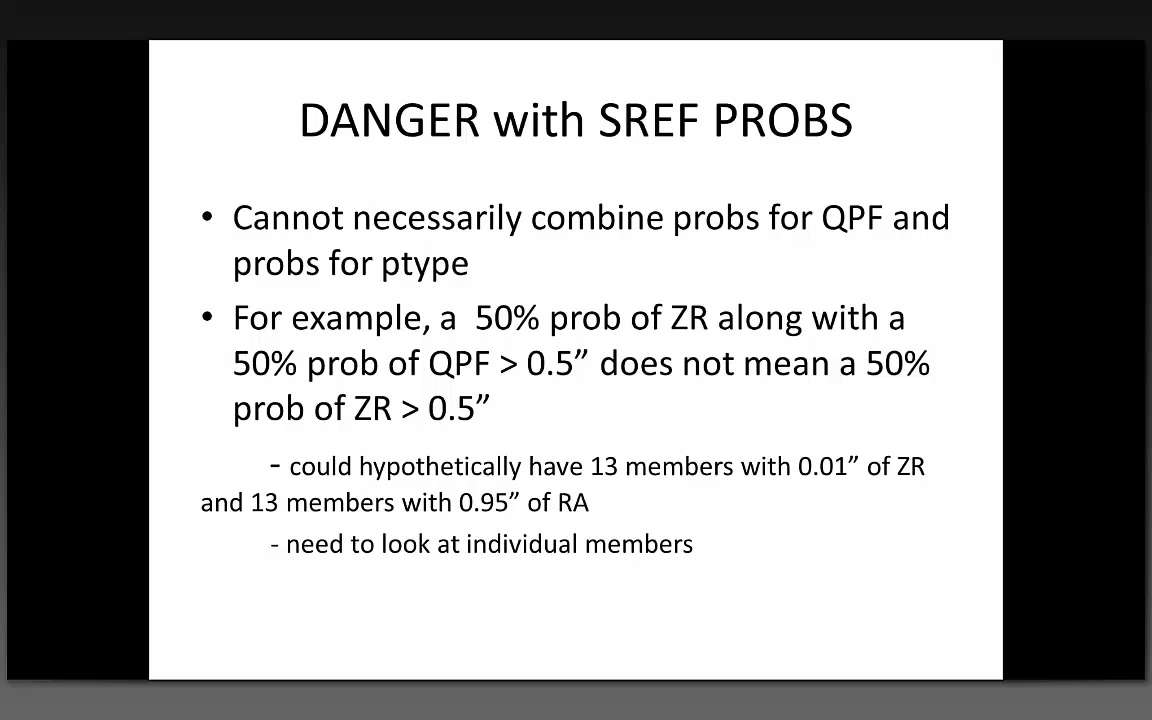 DANGER with SREF PROBS
• Cannot necessarily combine probs for QPF and
probs for ptype
• For example, a  50% prob of ZR along with a
50% prob of QPF > 0.5” does not mean a 50%
prob of ZR > 0.5”
- could hypothetically have 13 members with 0.01” of ZR
and 13 members with 0.95” of RA
- need to look at individual members